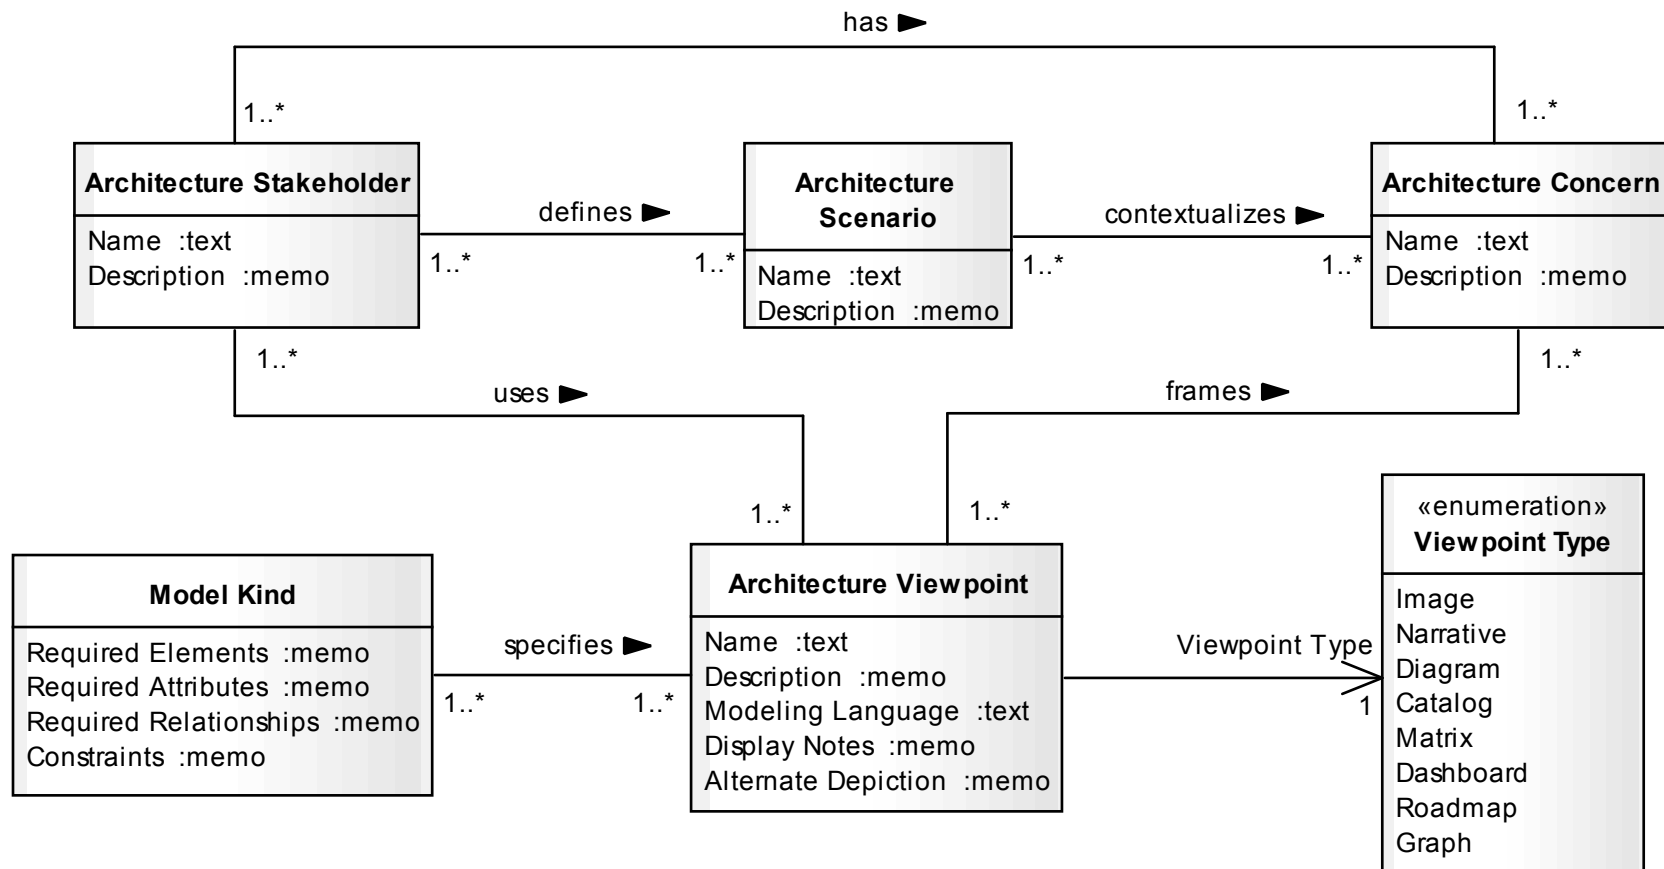 has
1..*
1..*
Architecture Stakeholder
Name :text
Description :memo
defines
1..*
1..*
Architecture
Scenario
Name :text
Description :memo
contextualizes
1..*
1..*
Architecture Concern
Name :text
Description :memo
1..*
uses
1..*
1..*
frames
1..*
Model Kind
Required Elements :memo
Required Attributes :memo
Required Relationships :memo
Constraints :memo
specifies
1..*
1..*
Architecture Viewpoint
Name :text
Description :memo
Modeling Language :text
Display Notes :memo
Alternate Depiction :memo
Viewpoint Type
1
«enumeration»
Viewpoint Type
Image
Narrative
Diagram
Catalog
Matrix
Dashboard
Roadmap
Graph